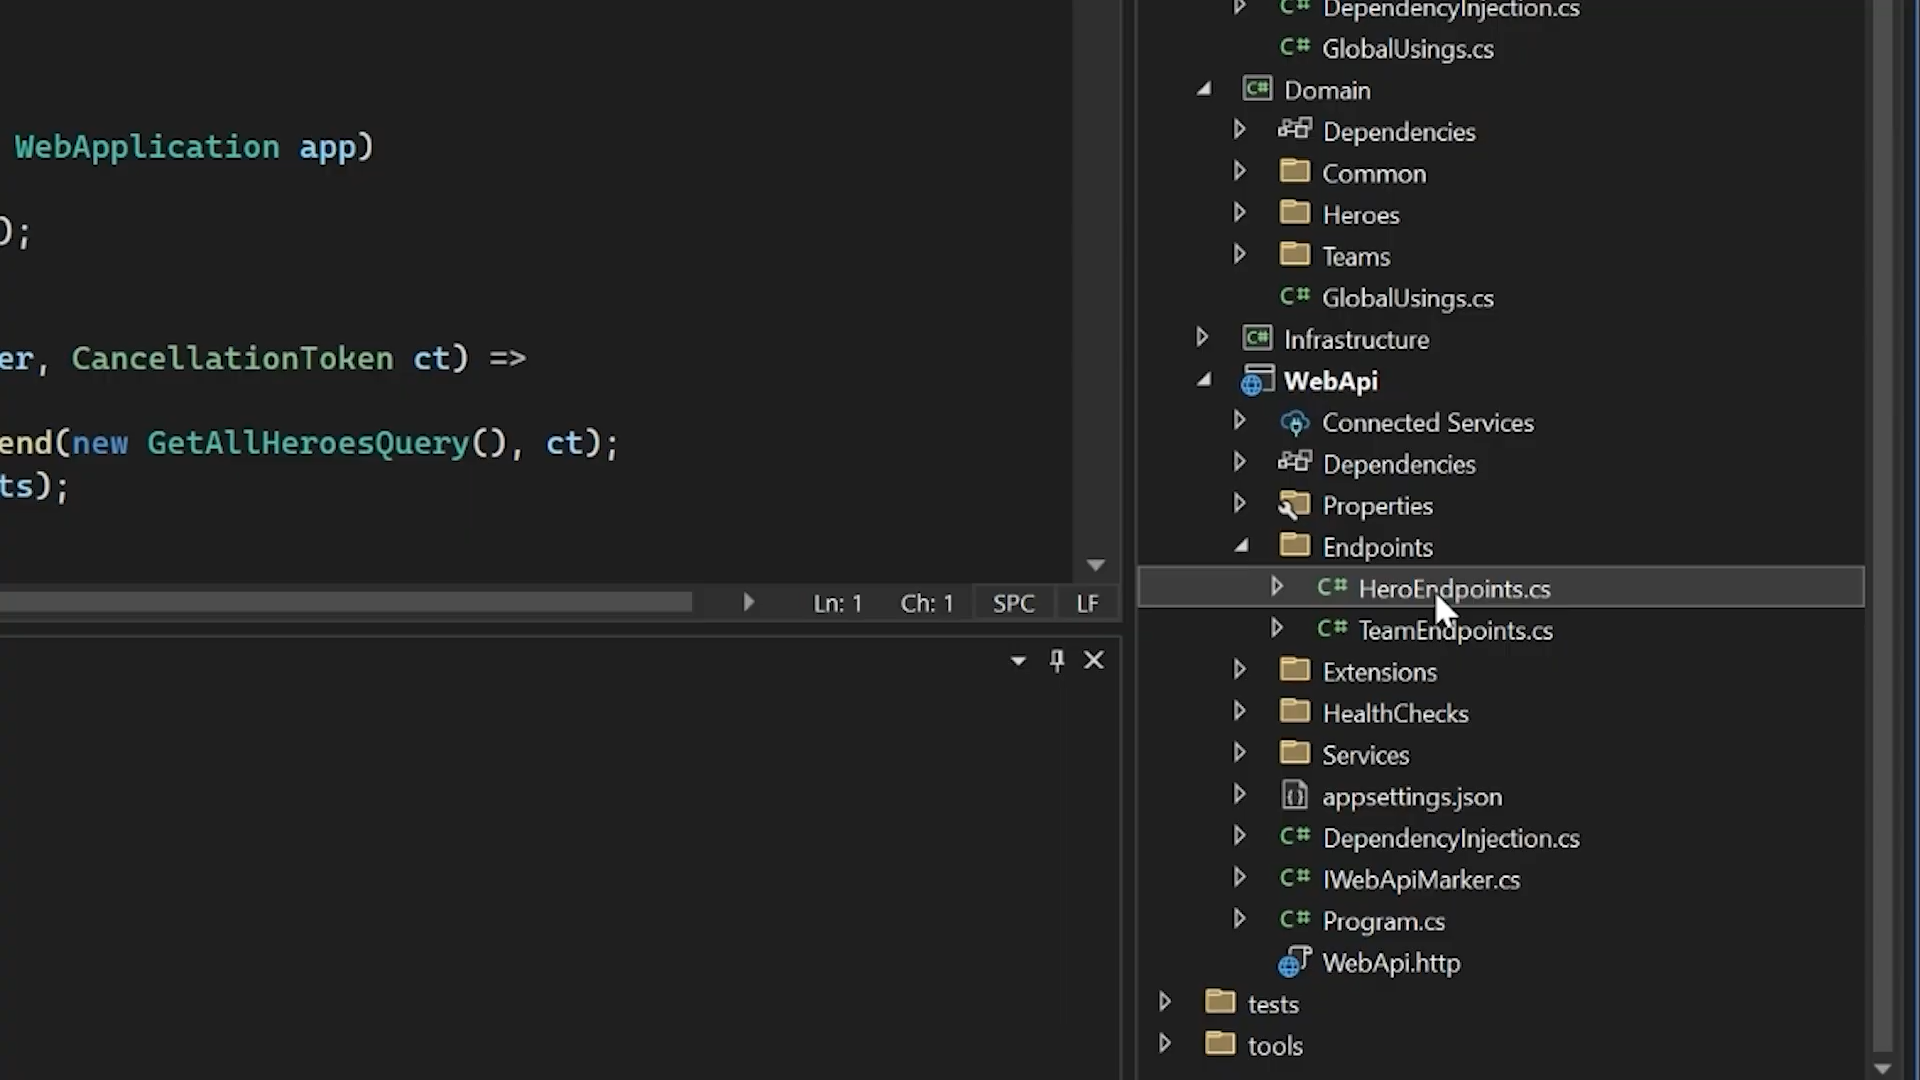 WebApplication app)
);
er, CancellationToken ct) =>
end(new GetAllHeroesQuery(), ct);
ts);
Ln: 1 Ch: 1 SPC LF
C# DependencyInjection.cs
C# GlobalUsings.cs
C# Domain
Dependencies
Common
Heroes
Teams
C# GlobalUsings.cs
C# Infrastructure
WebApi
Connected Services
Dependencies
Properties
Endpoints
C# HeroEndpoints.cs
C# TeamEndpoints.cs
Extensions
HealthChecks
Services
appsettings.json
C# DependencyInjection.cs
C# IWebApiMarker.cs
C# Program.cs
WebApi.http
tests
tools